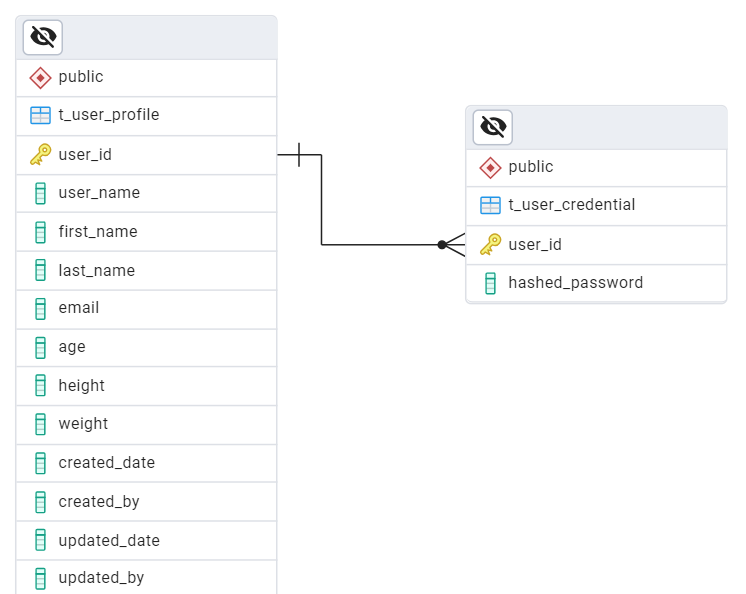 public
t_user_profile
user_id
user_name
first_name
last_name
email
age
height
weight
created_date
created_by
updated_date
updated_by
public
t_user_credential
user_id
hashed_password